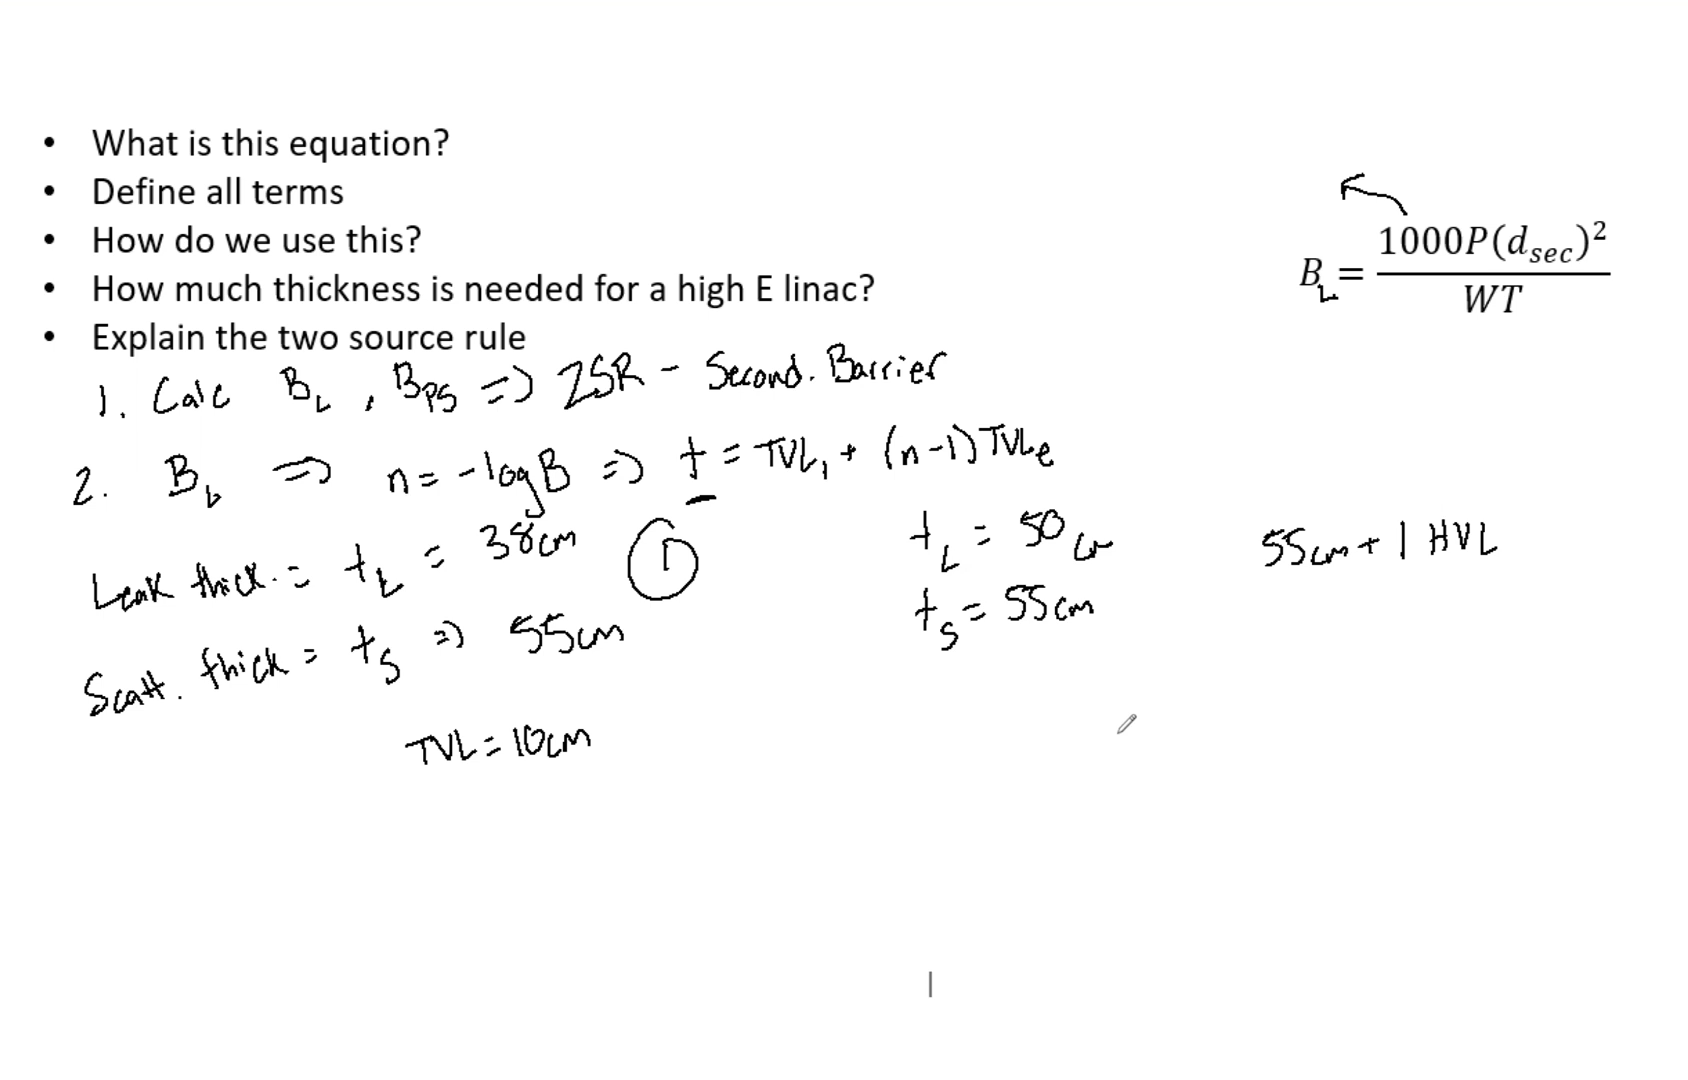 • What is this equation?
• Define all terms
• How do we use this?
• How much thickness is needed for a high E linac?
• Explain the two source rule
B_L = 1000P(d_sec)² / WT
1. Calc B_L, B_PS => 2SR - Second. Barrier
2. B_L => n = -log B => t = TVL_1 + (n-1) TVL_e
Leak thick. = t_L = 38cm ①
Scatt. thick = t_S => 55cm
TVL = 10cm
t_L = 50 cm
t_S = 55cm
55cm + 1 HVL